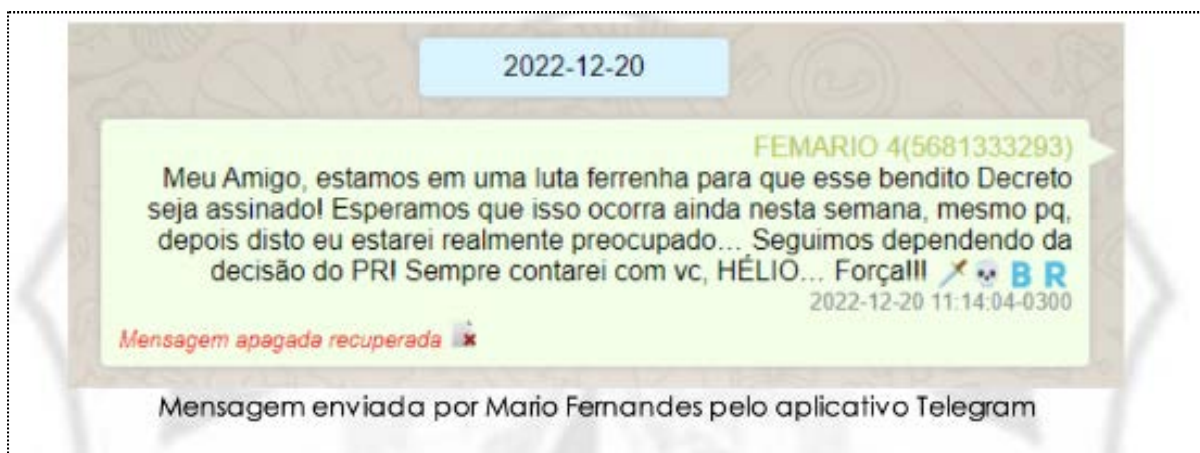 2022-12-20
FEMARIO 4(5681333293)
Meu Amigo, estamos em uma luta ferrenha para que esse bendito Decreto
seja assinado! Esperamos que isso ocorra ainda nesta semana, mesmo pq,
depois disto eu estarei realmente preocupado... Seguimos dependendo da
decisão do PR! Sempre contarei com vc, HÉLIO... Força!!! 🗡️💀🇧🇷
2022-12-20 11:14:04-0300
Mensagem apagada recuperada
Mensagem enviada por Mario Fernandes pelo aplicativo Telegram